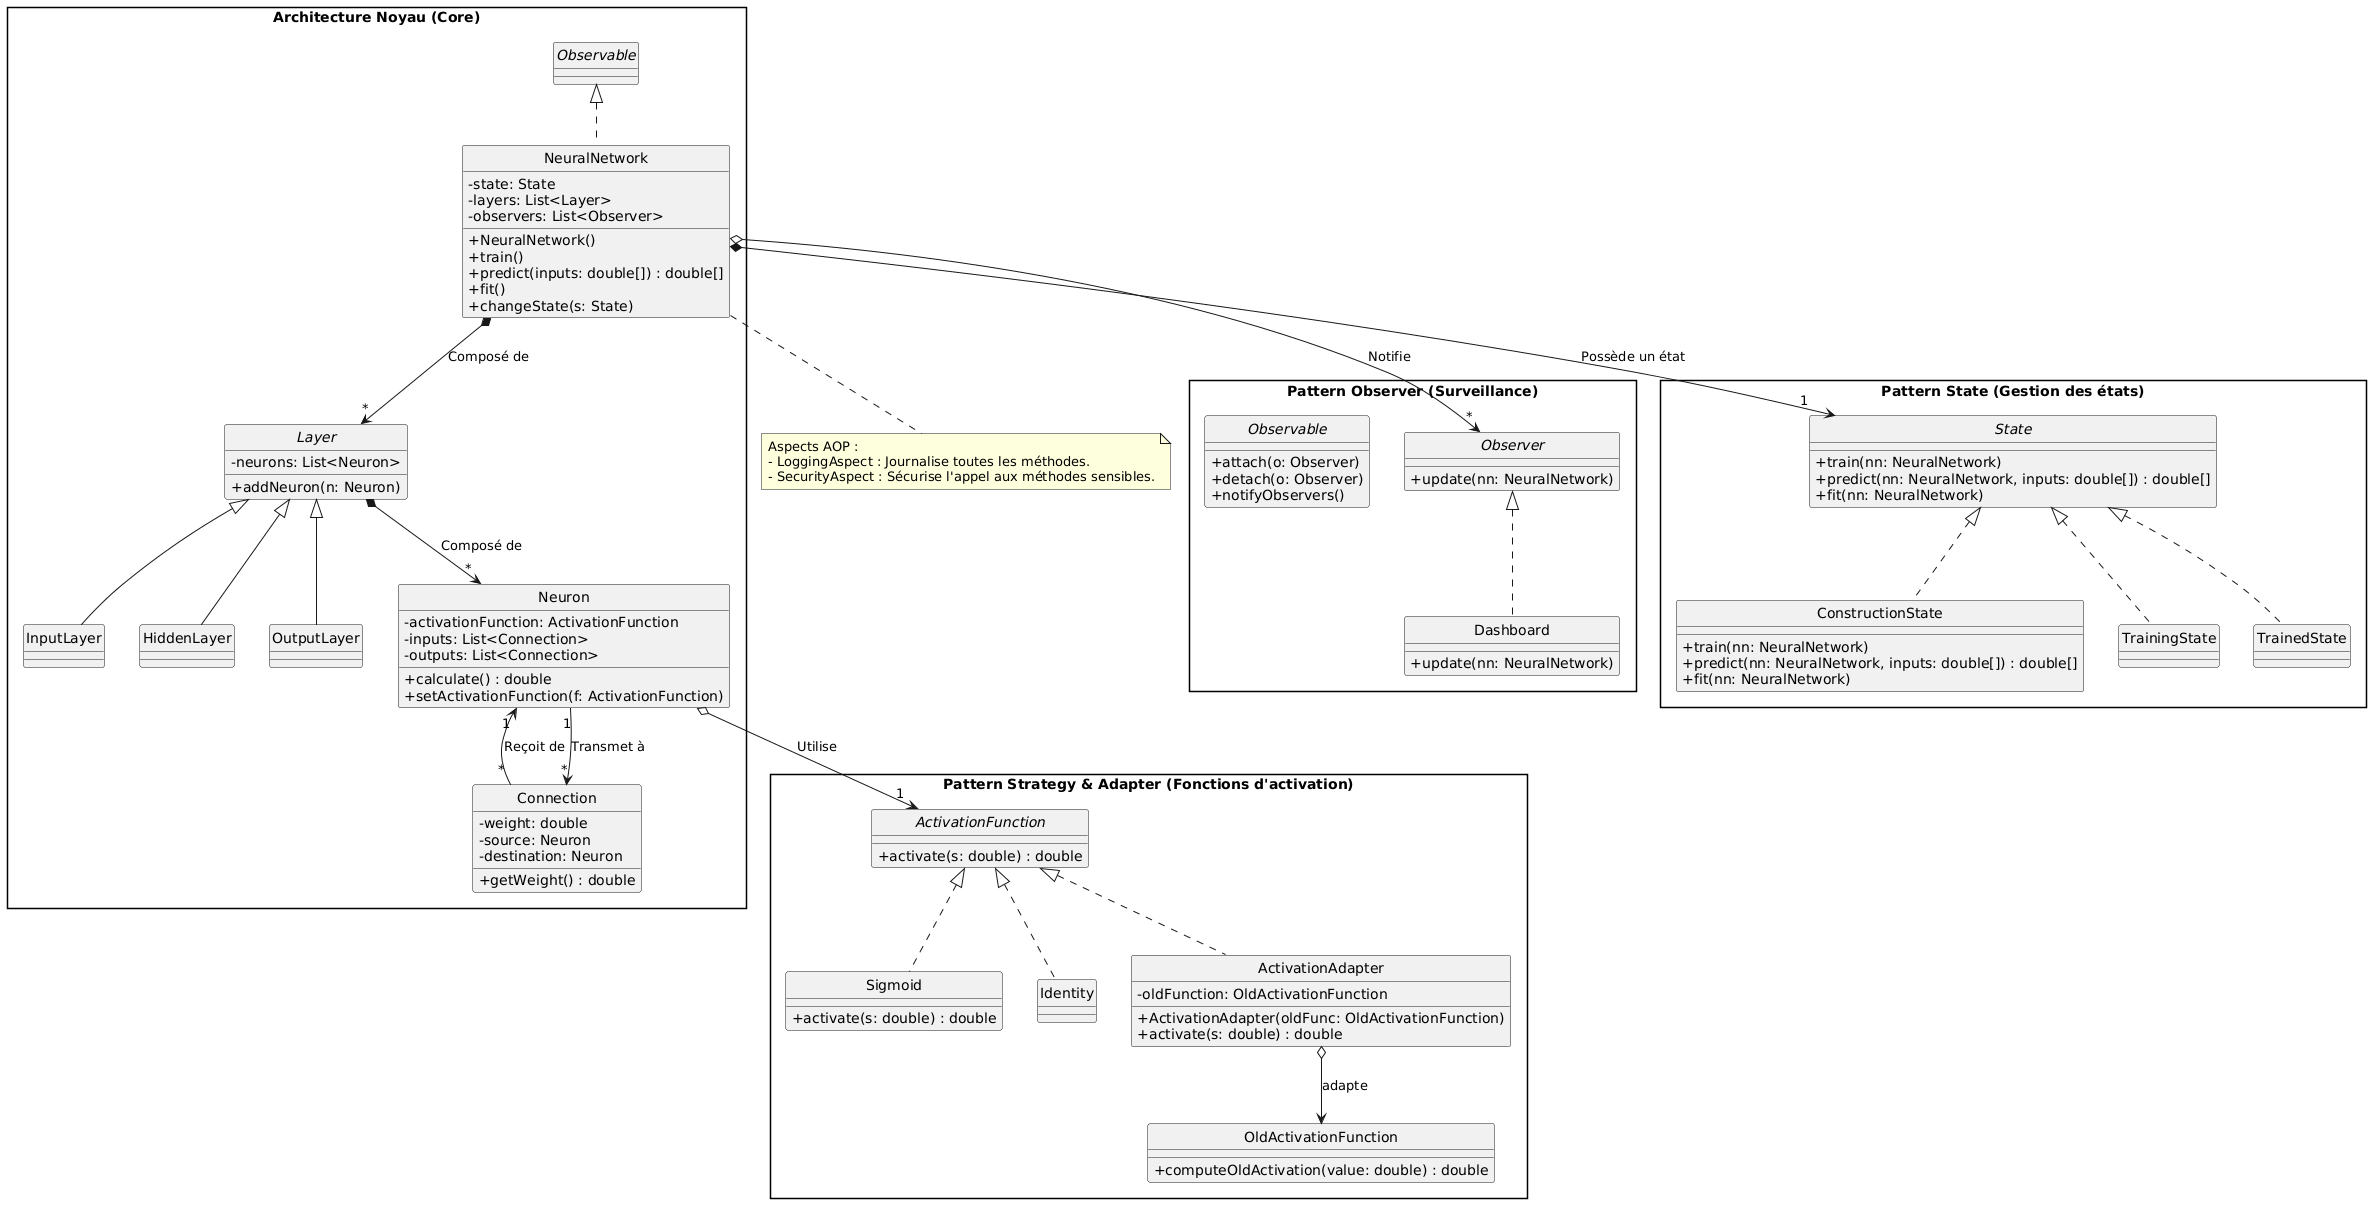 Architecture Noyau (Core)
Observable
NeuralNetwork
-state: State
-layers: List<Layer>
-observers: List<Observer>
+NeuralNetwork()
+train()
+predict(inputs: double[]) : double[]
+fit()
+changeState(s: State)
Composé de
*
Notifie
*
Possède un état
1
Layer
-neurons: List<Neuron>
+addNeuron(n: Neuron)
Composé de
*
InputLayer
HiddenLayer
OutputLayer
Neuron
-activationFunction: ActivationFunction
-inputs: List<Connection>
-outputs: List<Connection>
+calculate() : double
+setActivationFunction(f: ActivationFunction)
1
Reçoit de
*
1
Transmet à
*
Connection
-weight: double
-source: Neuron
-destination: Neuron
+getWeight() : double
Aspects AOP :
- LoggingAspect : Journalise toutes les méthodes.
- SecurityAspect : Sécurise l'appel aux méthodes sensibles.
Pattern Observer (Surveillance)
Observable
+attach(o: Observer)
+detach(o: Observer)
+notifyObservers()
Observer
+update(nn: NeuralNetwork)
Dashboard
+update(nn: NeuralNetwork)
Pattern State (Gestion des états)
State
+train(nn: NeuralNetwork)
+predict(nn: NeuralNetwork, inputs: double[]) : double[]
+fit(nn: NeuralNetwork)
ConstructionState
+train(nn: NeuralNetwork)
+predict(nn: NeuralNetwork, inputs: double[]) : double[]
+fit(nn: NeuralNetwork)
TrainingState
TrainedState
Utilise
1
Pattern Strategy & Adapter (Fonctions d'activation)
ActivationFunction
+activate(s: double) : double
Sigmoid
+activate(s: double) : double
Identity
ActivationAdapter
-oldFunction: OldActivationFunction
+ActivationAdapter(oldFunc: OldActivationFunction)
+activate(s: double) : double
adapte
OldActivationFunction
+computeOldActivation(value: double) : double